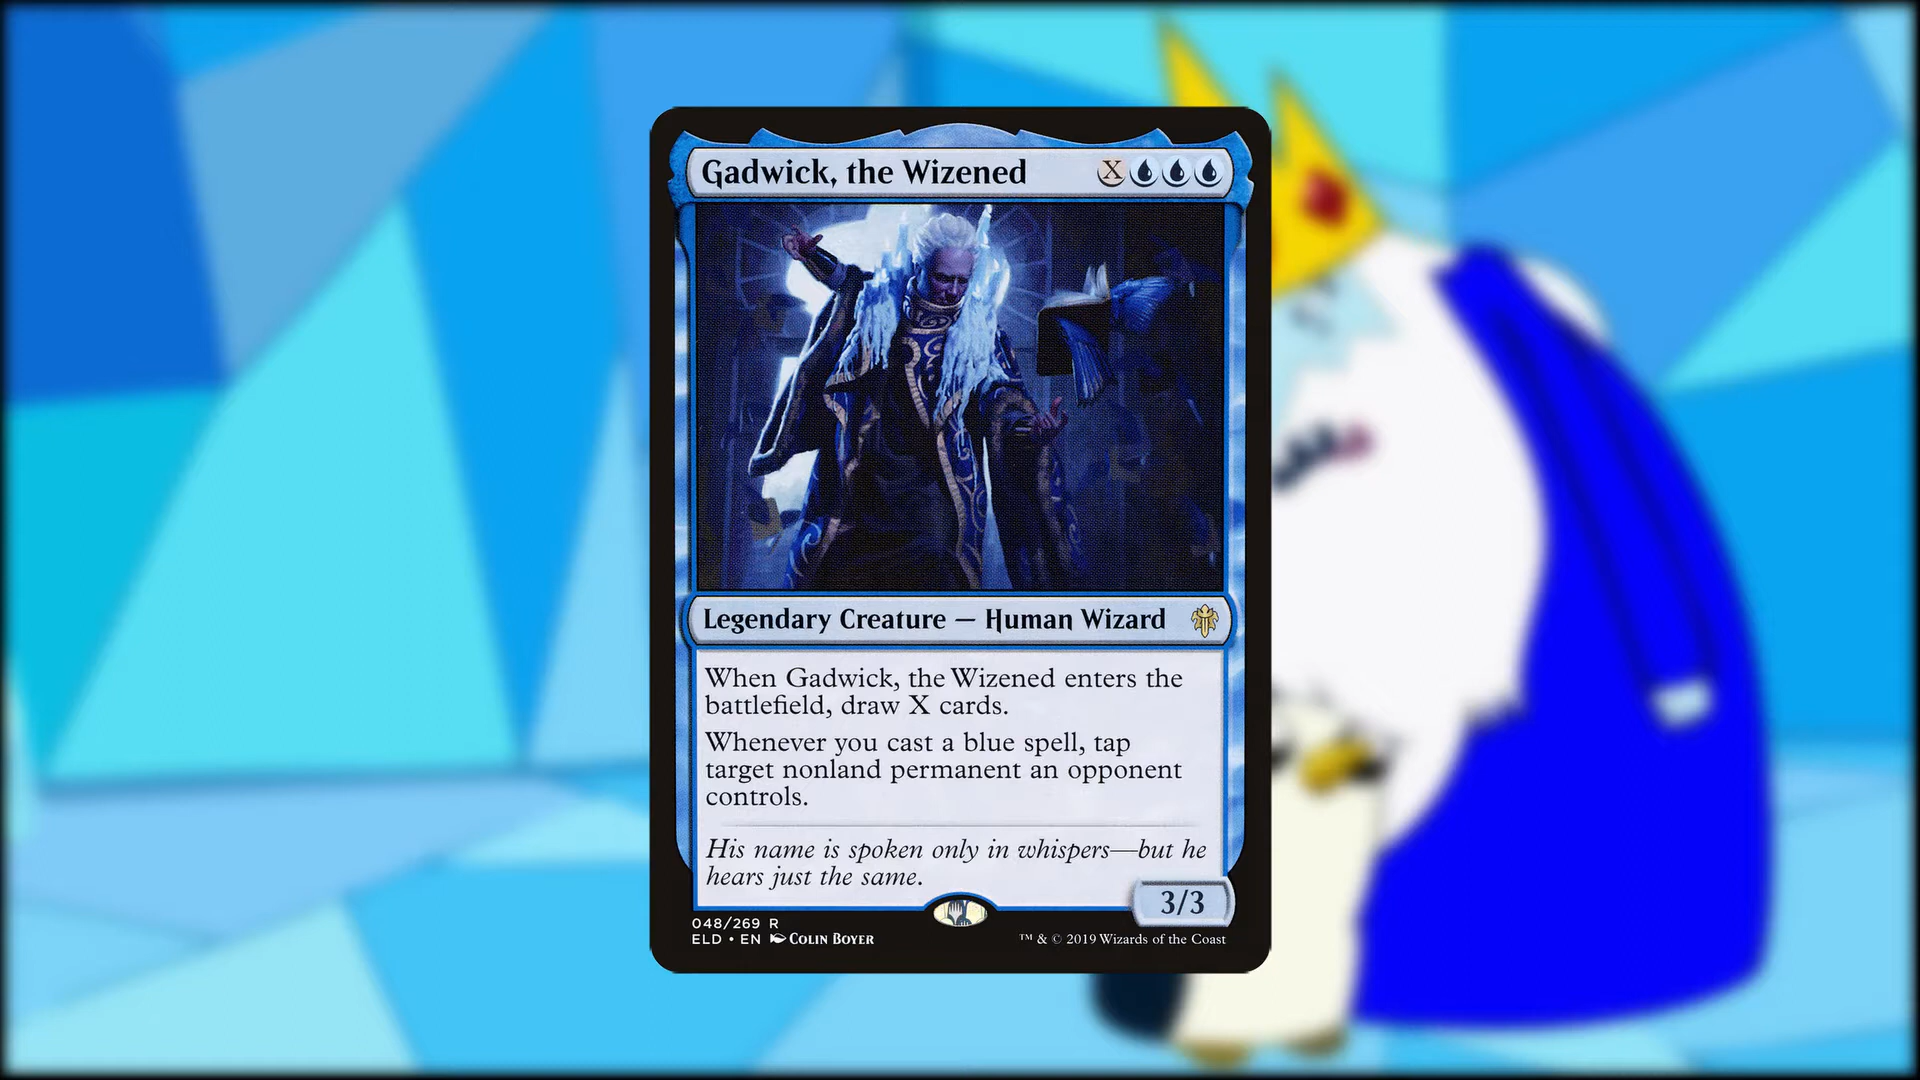 Gadwick, the Wizened X
Legendary Creature — Human Wizard
When Gadwick, the Wizened enters the
battlefield, draw X cards.
Whenever you cast a blue spell, tap
target nonland permanent an opponent
controls.
His name is spoken only in whispers—but he
hears just the same.
3/3
048/269 R
ELD • EN COLIN BOYER
™ & © 2019 Wizards of the Coast